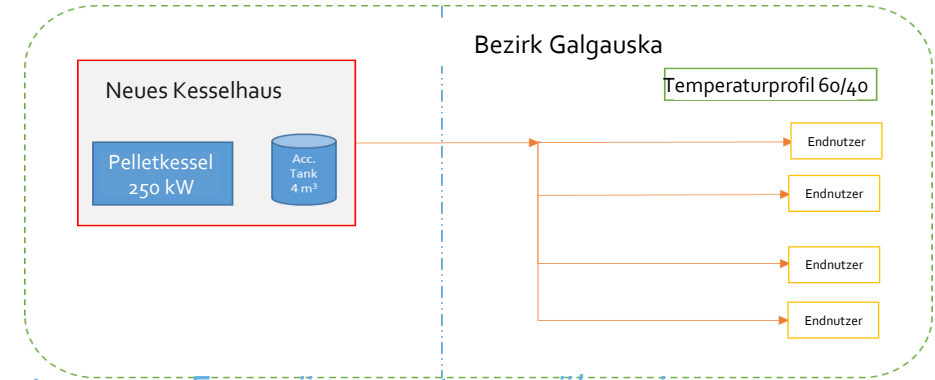 Bezirk Galgauska
Neues Kesselhaus
Temperaturprofil 60/40
Pelletkessel
250 kW
Acc.
Tank
4 m³
Endnutzer
Endnutzer
Endnutzer
Endnutzer